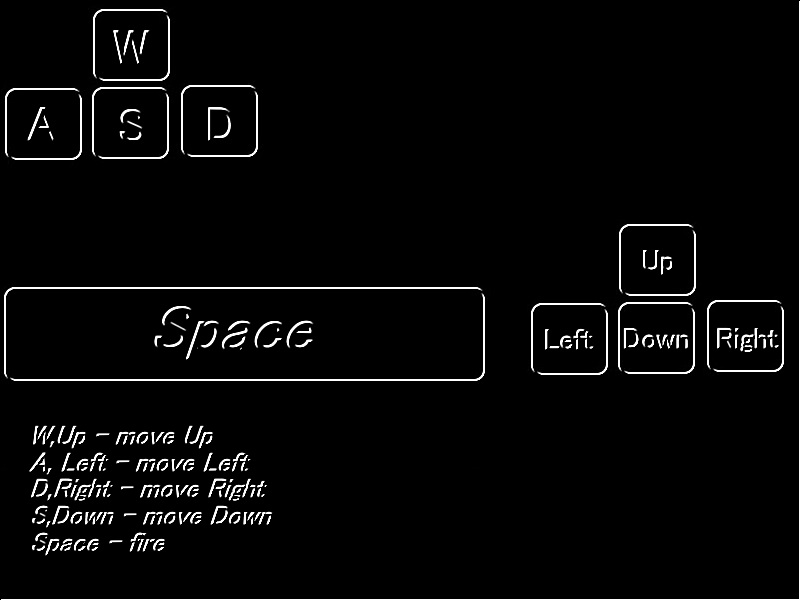 W
A S D
Up
Space
Left Down Right
W,Up - move Up
A, Left - move Left
D,Right - move Right
S,Down - move Down
Space - fire